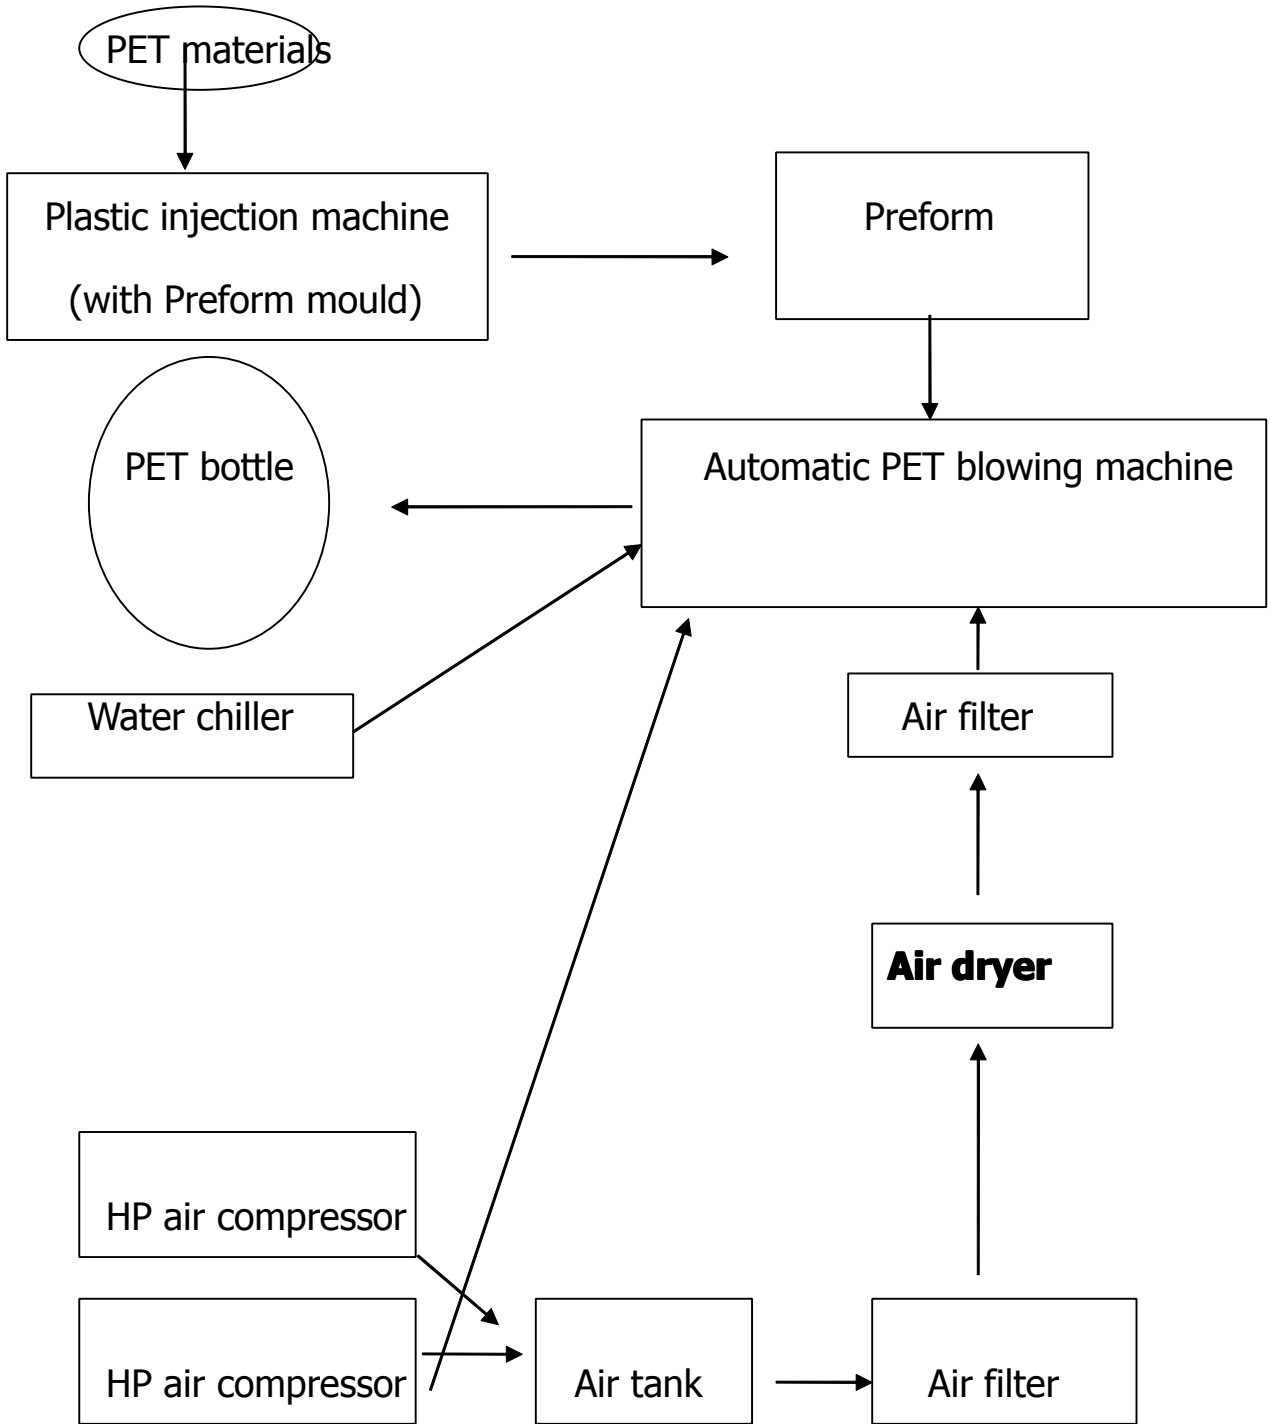 PET materials
Plastic injection machine
(with Preform mould)
Preform
PET bottle
Automatic PET blowing machine
Water chiller
Air filter
Air dryer
HP air compressor
HP air compressor
Air tank
Air filter